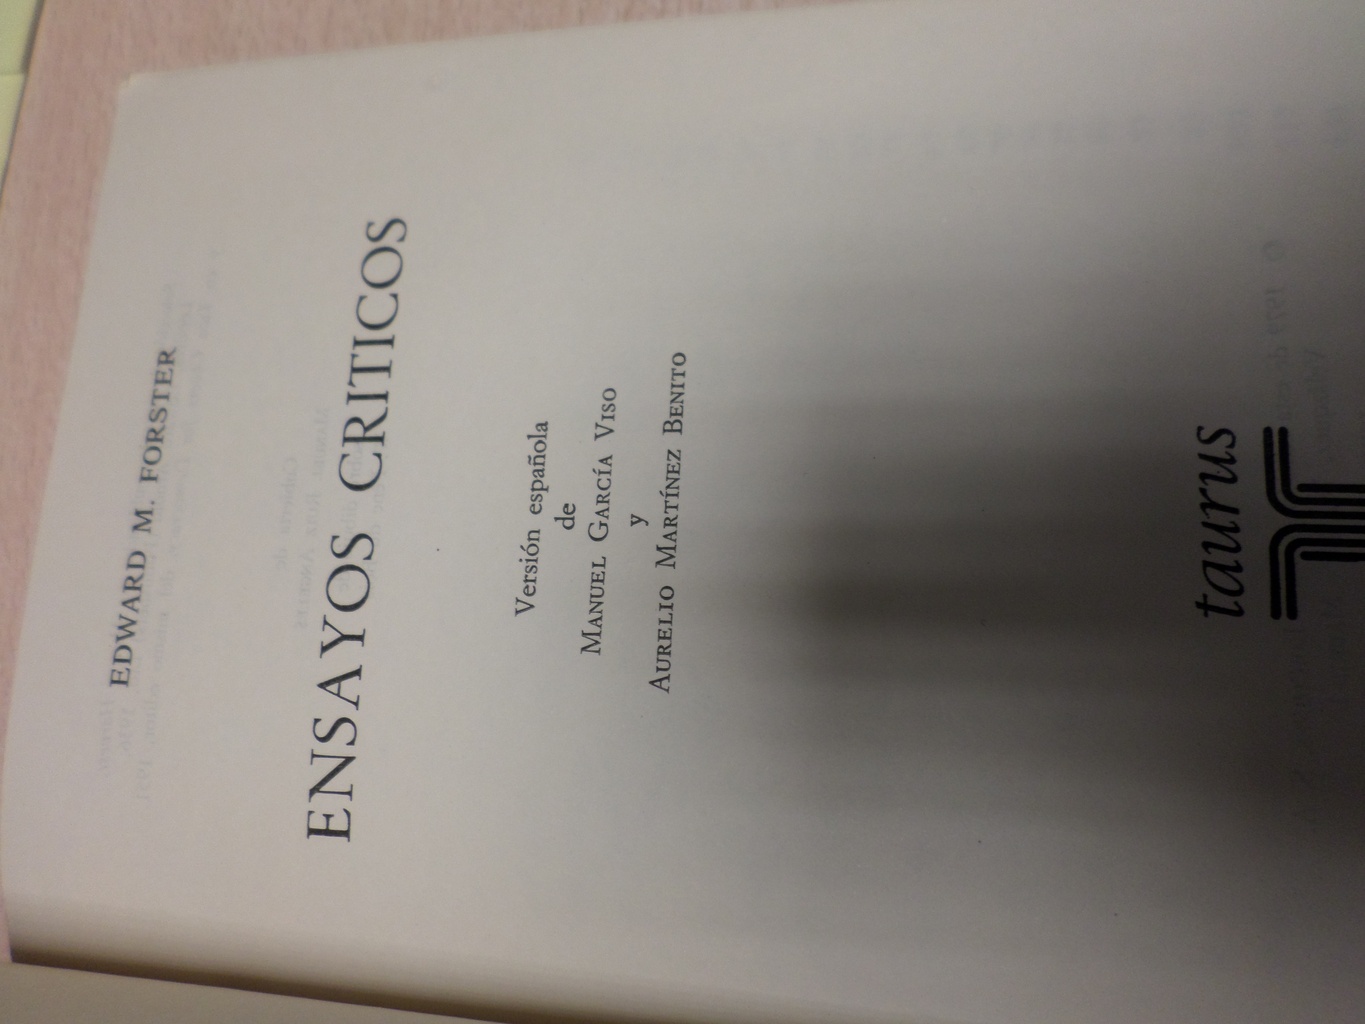 EDWARD M. FORSTER
ENSAYOS CRITICOS
Versión española
de
MANUEL GARCÍA VISO
y
AURELIO MARTÍNEZ BENITO
taurus